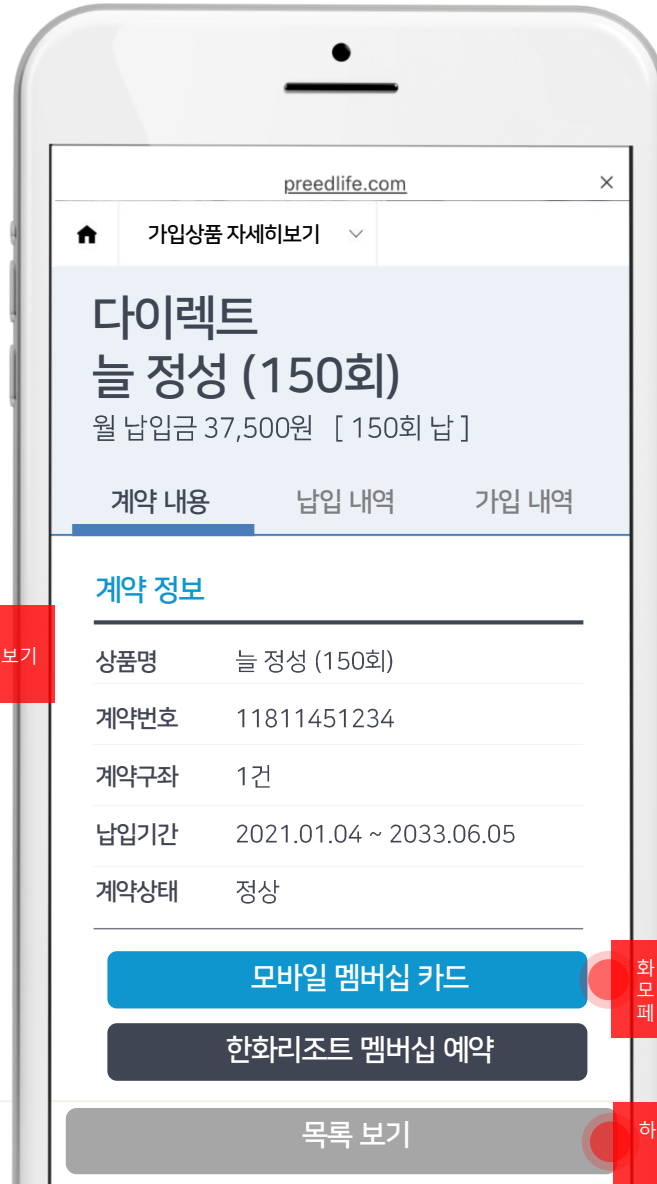 preedlife.com
가입상품 자세히보기
다이렉트
늘 정성 (150회)
월 납입금 37,500원 [ 150회 납 ]
계약 내용 납입 내역 가입 내역
계약 정보
보기
상품명 늘 정성 (150회)
계약번호 11811451234
계약구좌 1건
납입기간 2021.01.04 ~ 2033.06.05
계약상태 정상
모바일 멤버십 카드
화
모
페
한화리조트 멤버십 예약
목록 보기
하